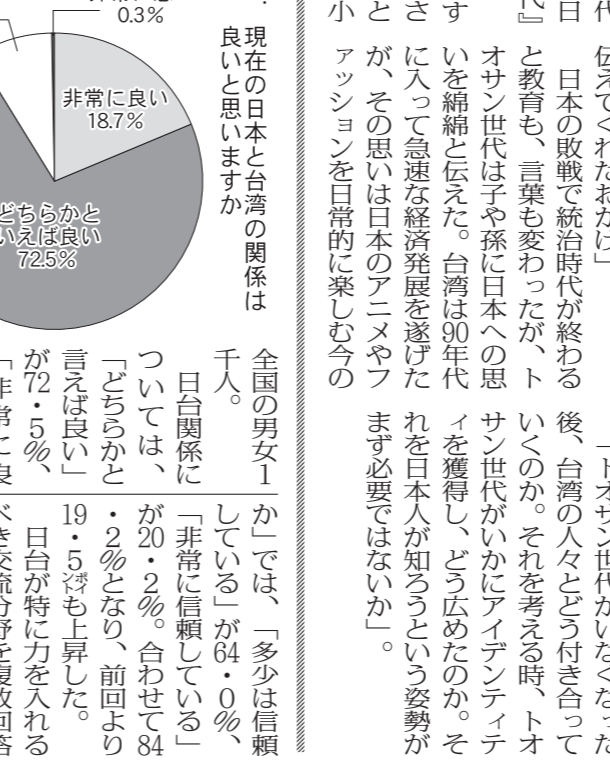 伝えてくれたおかげ」
日本の敗戦で統治時代が終わる
と教育も、言葉も変わったが、ト
オサン世代は子や孫に日本への思
いを綿綿と伝えた。台湾は90年代
に入って急速な経済発展を遂げた
が、その思いは日本のアニメやフ
ァッションを日常的に楽しむ今の
「トオサン世代がいなくなった
後、台湾の人々とどう付き合って
いくのか。それを考える時、トオ
サン世代がいかにアイデンティテ
ィを獲得し、どう広めたのか。そ
れを日本人が知ろうという姿勢が
まず必要ではないか」。
現在の日本と台湾の関係は
良いと思いますか
0.3%
非常に良い
18.7%
どちらかと
いえば良い
72.5%
全国の男女1
千人。
日台関係に
ついては、
「どちらかと
言えば良い」
が72・5%、
「非常に良
か」では、「多少は信頼
している」が64・0%、
「非常に信頼している」
が20・2%。合わせて84
・2%となり、前回より
19・5ポイントも上昇した。
日台が特に力を入れる
べき交流分野を複数回答